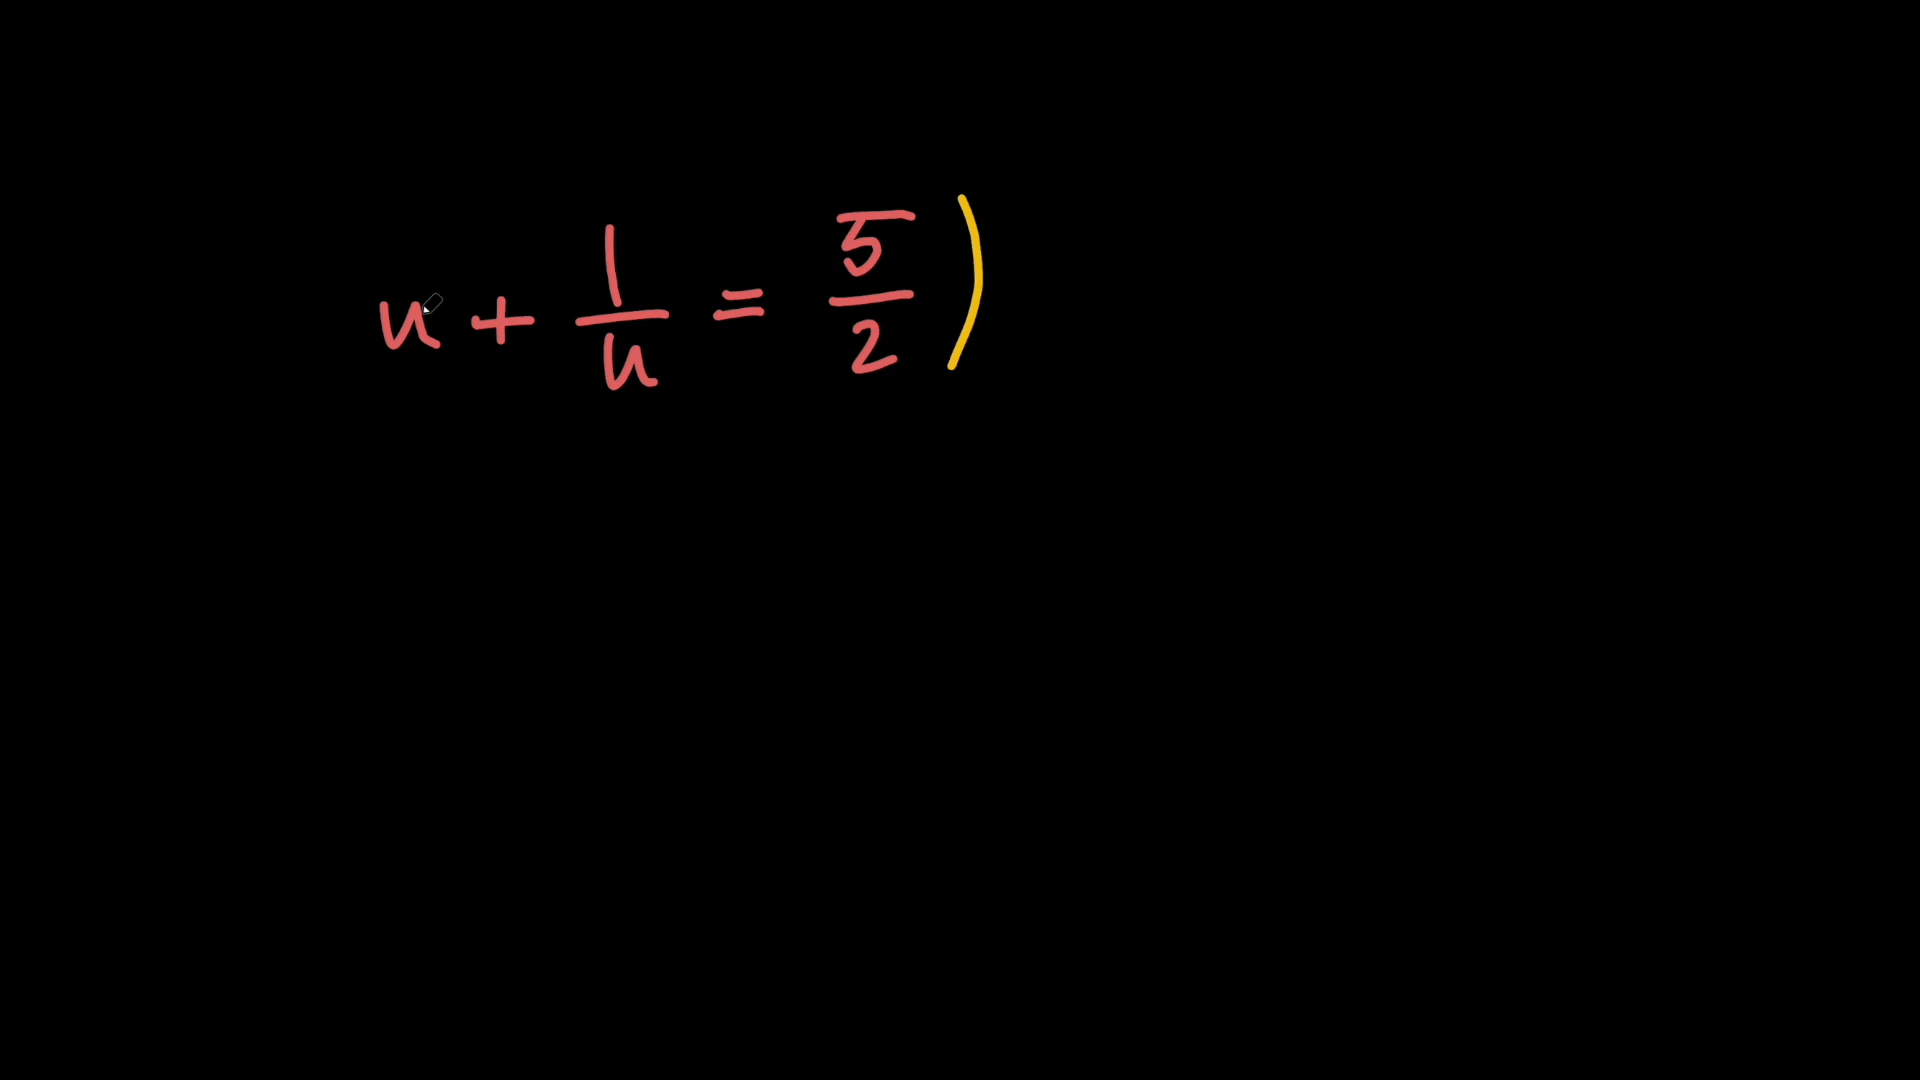 u + 1/u = 5/2 )